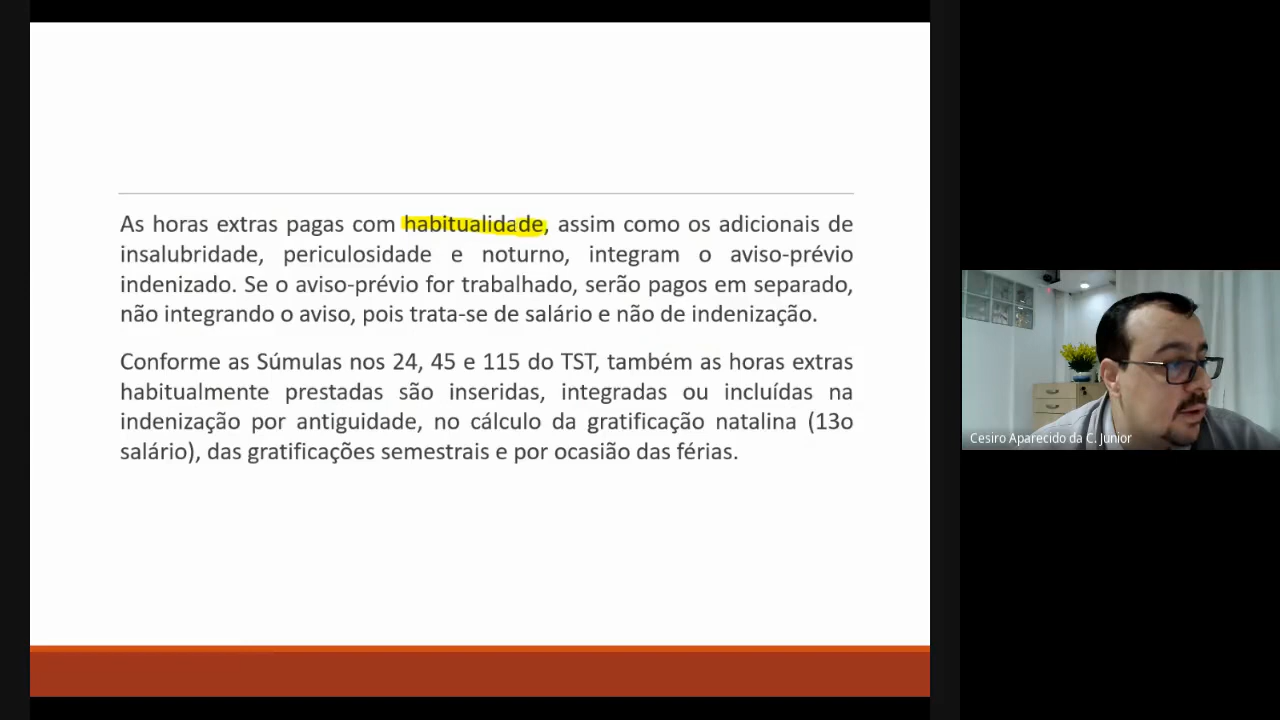 As horas extras pagas com habitualidade, assim como os adicionais de
insalubridade, periculosidade e noturno, integram o aviso-prévio
indenizado. Se o aviso-prévio for trabalhado, serão pagos em separado,
não integrando o aviso, pois trata-se de salário e não de indenização.
Conforme as Súmulas nos 24, 45 e 115 do TST, também as horas extras
habitualmente prestadas são inseridas, integradas ou incluídas na
indenização por antiguidade, no cálculo da gratificação natalina (13o
salário), das gratificações semestrais e por ocasião das férias.
Cesiro Aparecido da C. Junior